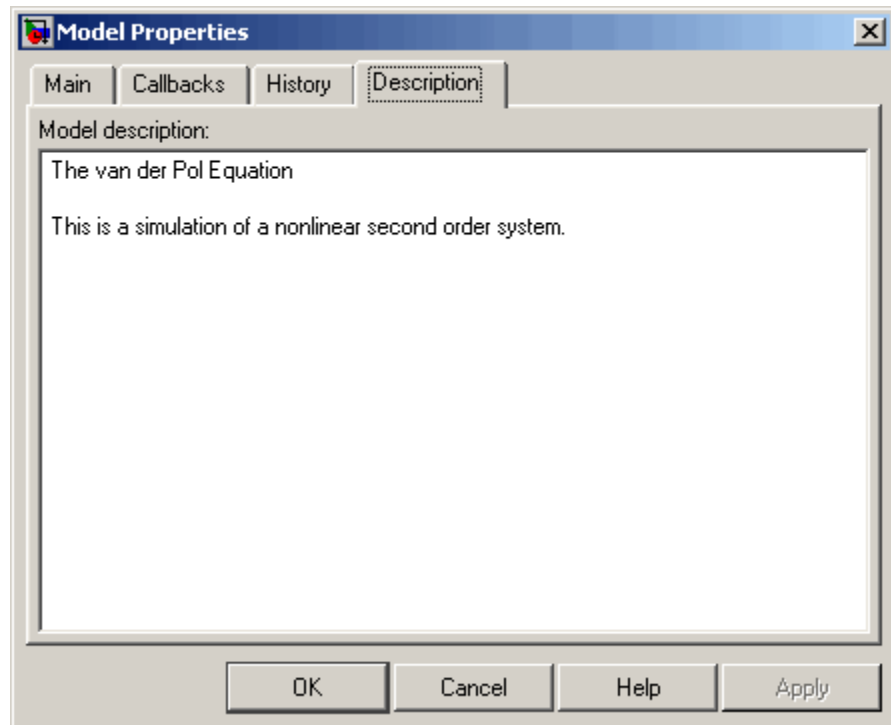 Model Properties
Main Callbacks History Description
Model description:
The van der Pol Equation
This is a simulation of a nonlinear second order system.
OK Cancel Help Apply